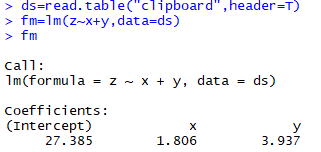 > ds=read.table("clipboard",header=T)
> fm=lm(z~x+y,data=ds)
> fm
Call:
lm(formula = z ~ x + y, data = ds)
Coefficients:
(Intercept)            x            y
     27.385        1.806        3.937